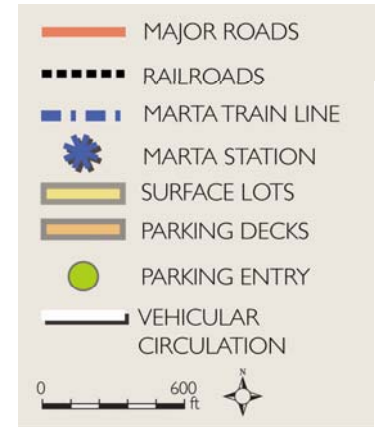 MAJOR ROADS
RAILROADS
MARTA TRAIN LINE
MARTA STATION
SURFACE LOTS
PARKING DECKS
PARKING ENTRY
VEHICULAR
CIRCULATION
0 600
ft
N